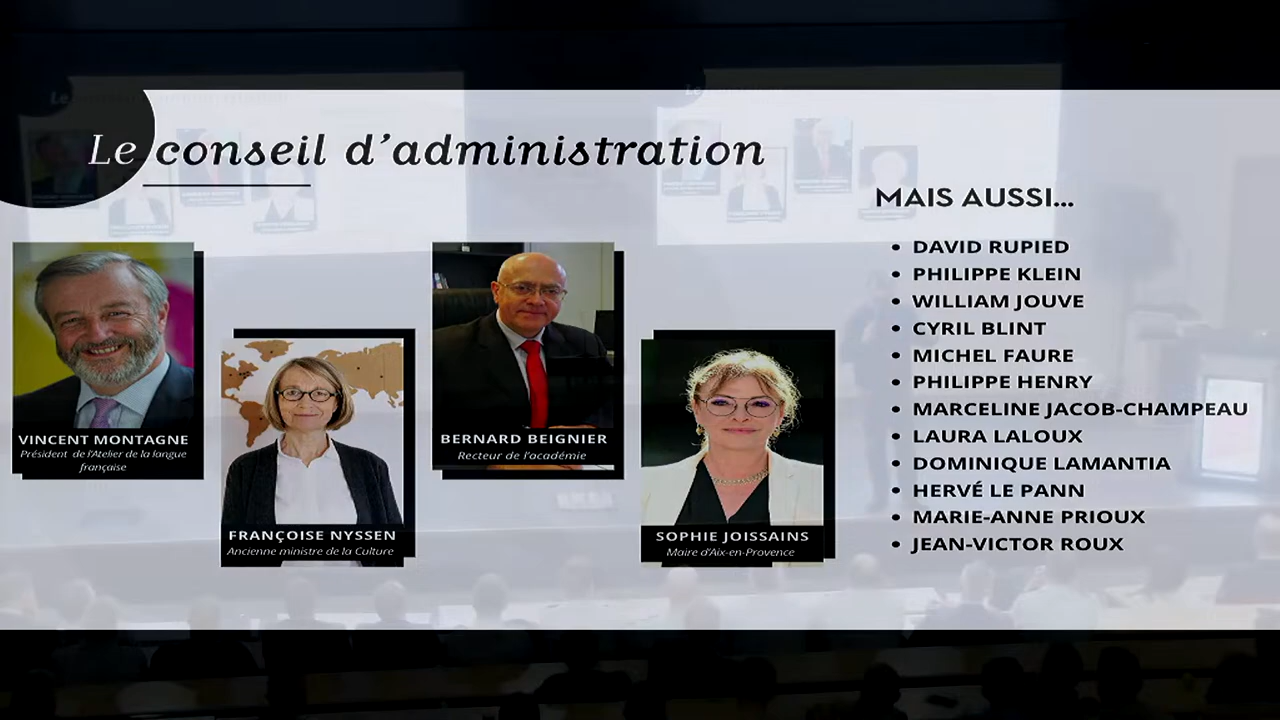 Le conseil d'administration
VINCENT MONTAGNE
Président de l'Atelier de la langue
française
FRANÇOISE NYSSEN
Ancienne ministre de la Culture
BERNARD BEIGNIER
Recteur de l'académie
SOPHIE JOISSAINS
Maire d'Aix-en-Provence
MAIS AUSSI...
• DAVID RUPIED
• PHILIPPE KLEIN
• WILLIAM JOUVE
• CYRIL BLINT
• MICHEL FAURE
• PHILIPPE HENRY
• MARCELINE JACOB-CHAMPEAU
• LAURA LALOUX
• DOMINIQUE LAMANTIA
• HERVÉ LE PANN
• MARIE-ANNE PRIOUX
• JEAN-VICTOR ROUX